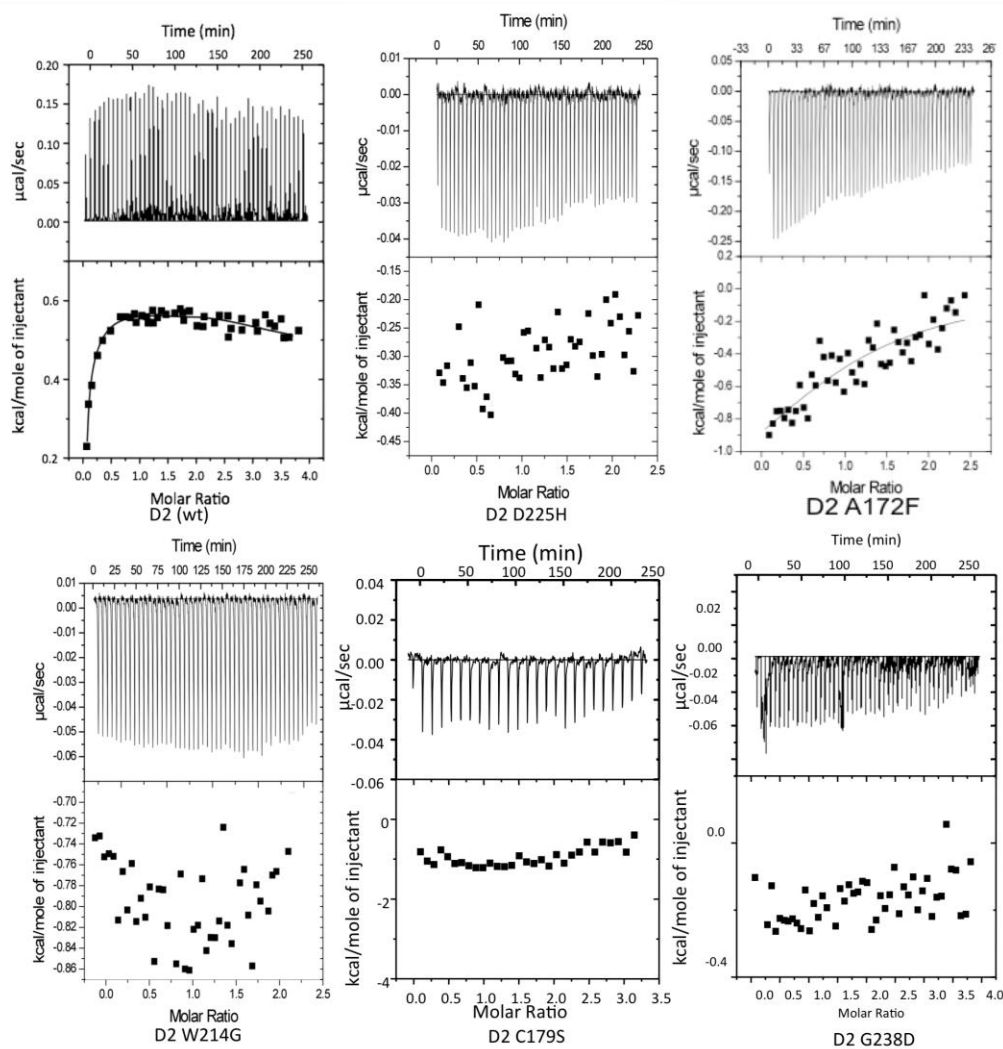 Time (min)
0 50 100 150 200 250
0.20
0.15
0.10
0.05
0.00
µcal/sec
0.6
0.4
0.2
kcal/mole of injectant
0.0 0.5 1.0 1.5 2.0 2.5 3.0 3.5 4.0
Molar Ratio
D2 (wt)
Time (min)
0 50 100 150 200 250
0.01
0.00
-0.01
-0.02
-0.03
-0.04
µcal/sec
-0.15
-0.20
-0.25
-0.30
-0.35
-0.40
-0.45
kcal/mole of injectant
0.0 0.5 1.0 1.5 2.0 2.5
Molar Ratio
D2 D225H
Time (min)
-33 0 33 67 100 133 167 200 233 26
0.05
0.00
-0.05
-0.10
-0.15
-0.20
-0.25
µcal/sec
0.2
0.0
-0.2
-0.4
-0.6
-0.8
-1.0
kcal/mole of injectant
0.0 0.5 1.0 1.5 2.0 2.5
Molar Ratio
D2 A172F
Time (min)
0 25 50 75 100 125 150 175 200 225 250
0.01
0.00
-0.01
-0.02
-0.03
-0.04
-0.05
-0.06
µcal/sec
-0.70
-0.72
-0.74
-0.76
-0.78
-0.80
-0.82
-0.84
-0.86
kcal/mole of injectant
0.0 0.5 1.0 1.5 2.0 2.5
Molar Ratio
D2 W214G
Time (min)
0 50 100 150 200 250
0.04
0.02
0.00
-0.02
-0.04
-0.06
µcal/sec
0
-2
-4
kcal/mole of injectant
0.0 0.5 1.0 1.5 2.0 2.5 3.0 3.5
Molar Ratio
D2 C179S
Time (min)
0 50 100 150 200 250
0.02
0.00
-0.04
-0.06
µcal/sec
0.0
-0.4
kcal/mole of injectant
0.0 0.5 1.0 1.5 2.0 2.5 3.0 3.5 4.0
Molar Ratio
D2 G238D